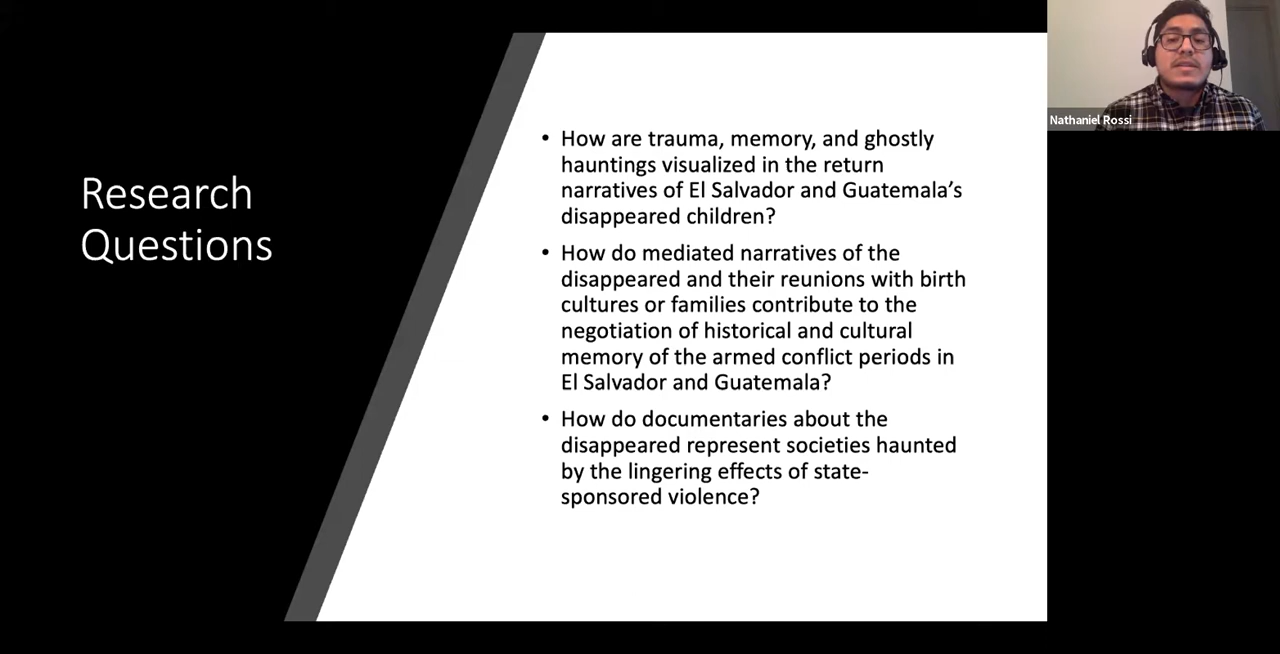 Research
Questions
• How are trauma, memory, and ghostly
hauntings visualized in the return
narratives of El Salvador and Guatemala’s
disappeared children?
• How do mediated narratives of the
disappeared and their reunions with birth
cultures or families contribute to the
negotiation of historical and cultural
memory of the armed conflict periods in
El Salvador and Guatemala?
• How do documentaries about the
disappeared represent societies haunted
by the lingering effects of state-
sponsored violence?
Nathaniel Rossi